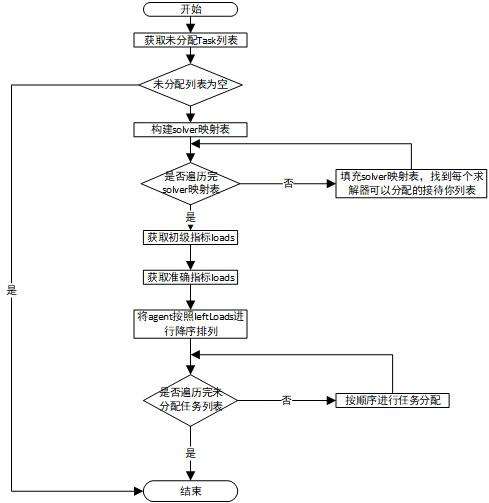 开始
获取未分配Task列表
未分配列表为空
构建solver映射表
是否遍历完
solver映射表
否
填充solver映射表，找到每个求
解器可以分配的接待你列表
是
获取初级指标loads
获取准确指标loads
是
将agent按照leftLoads进
行降序排列
是否遍历完未
分配任务列表
否
按顺序进行任务分配
是
结束